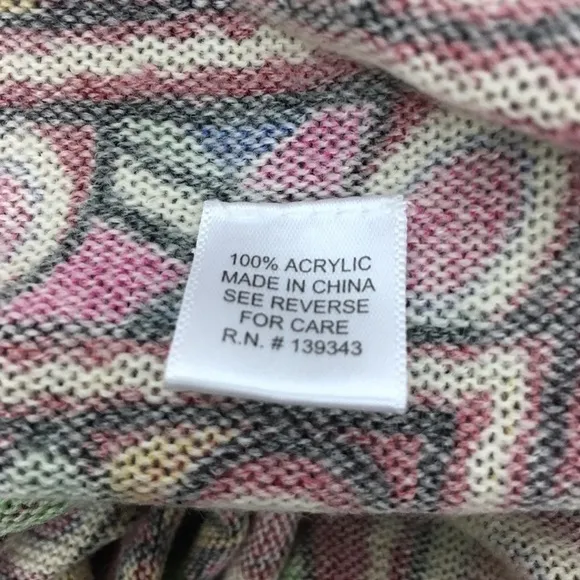 100% ACRYLIC
MADE IN CHINA
SEE REVERSE
FOR CARE
R.N. # 139343